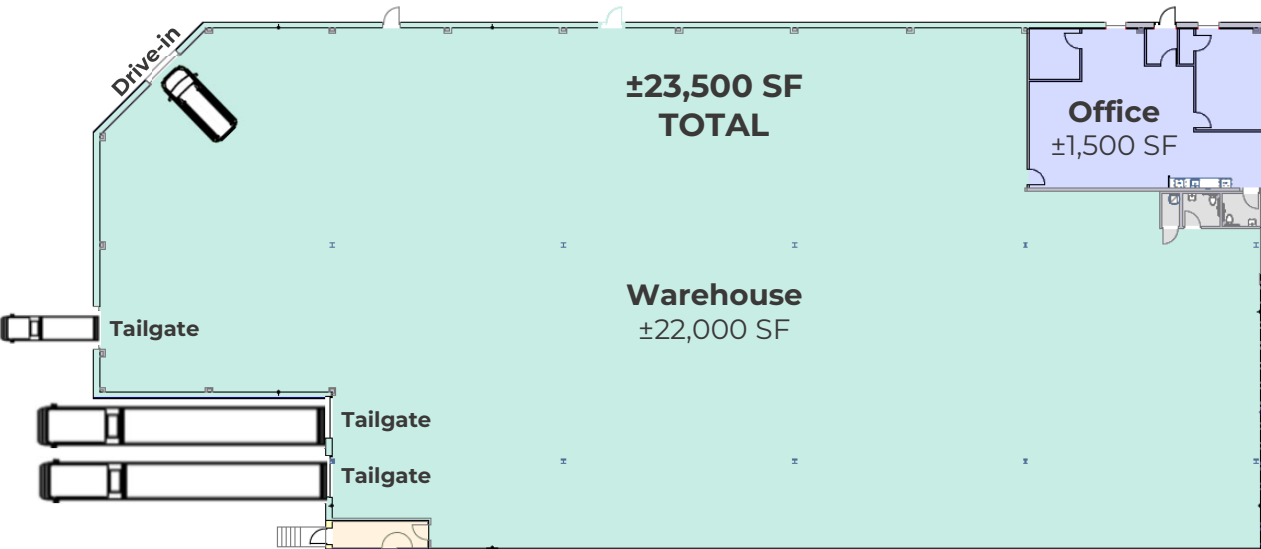 Drive-in
±23,500 SF
TOTAL
Office
±1,500 SF
Warehouse
±22,000 SF
Tailgate
Tailgate
Tailgate